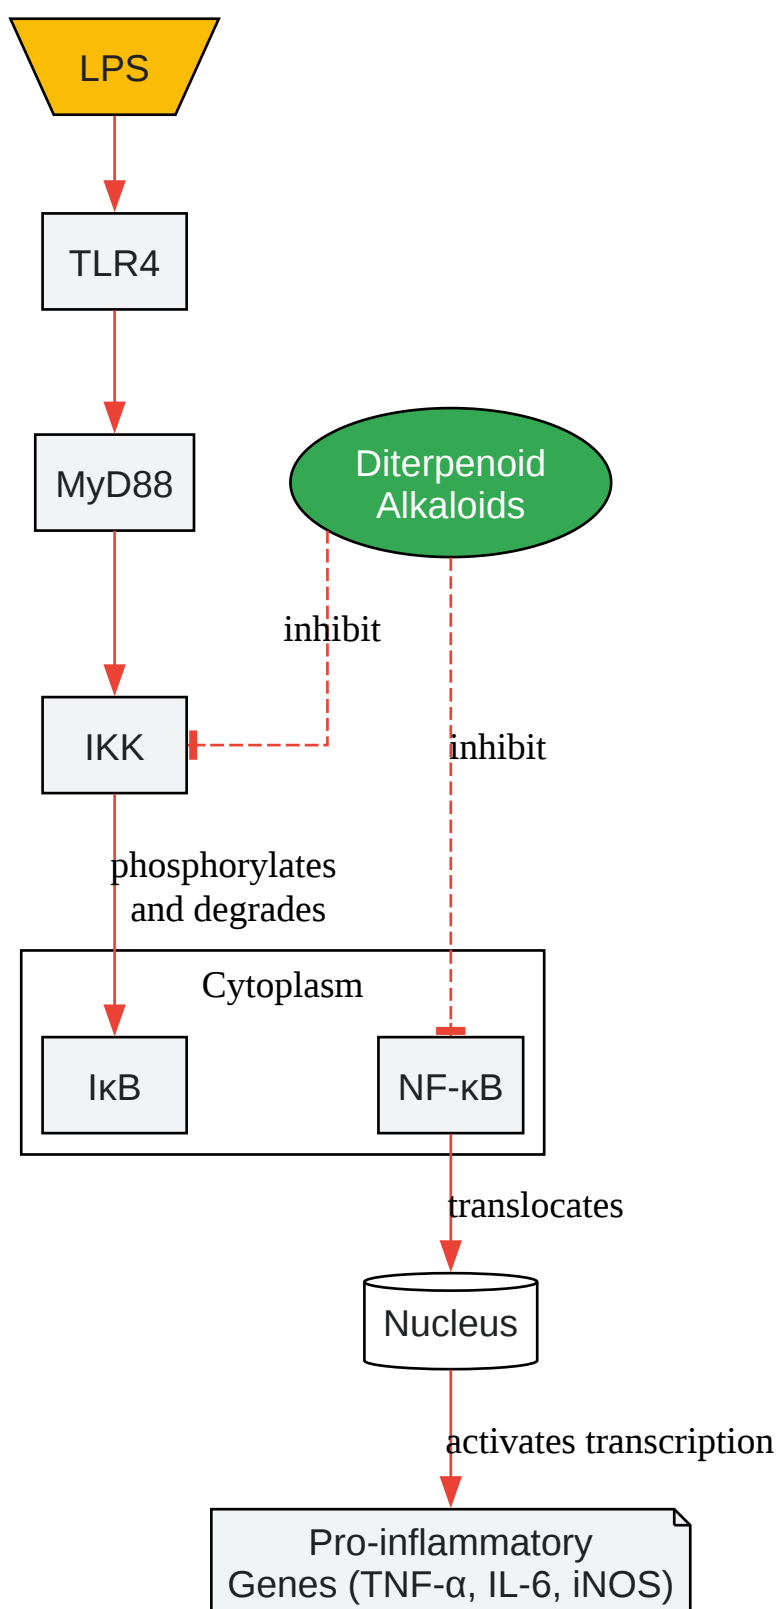 LPS
TLR4
MyD88
Diterpenoid
Alkaloids
inhibit
IKK
inhibit
phosphorylates
and degrades
Cytoplasm
IκB
NF-κB
translocates
Nucleus
activates transcription
Pro-inflammatory
Genes (TNF-α, IL-6, iNOS)